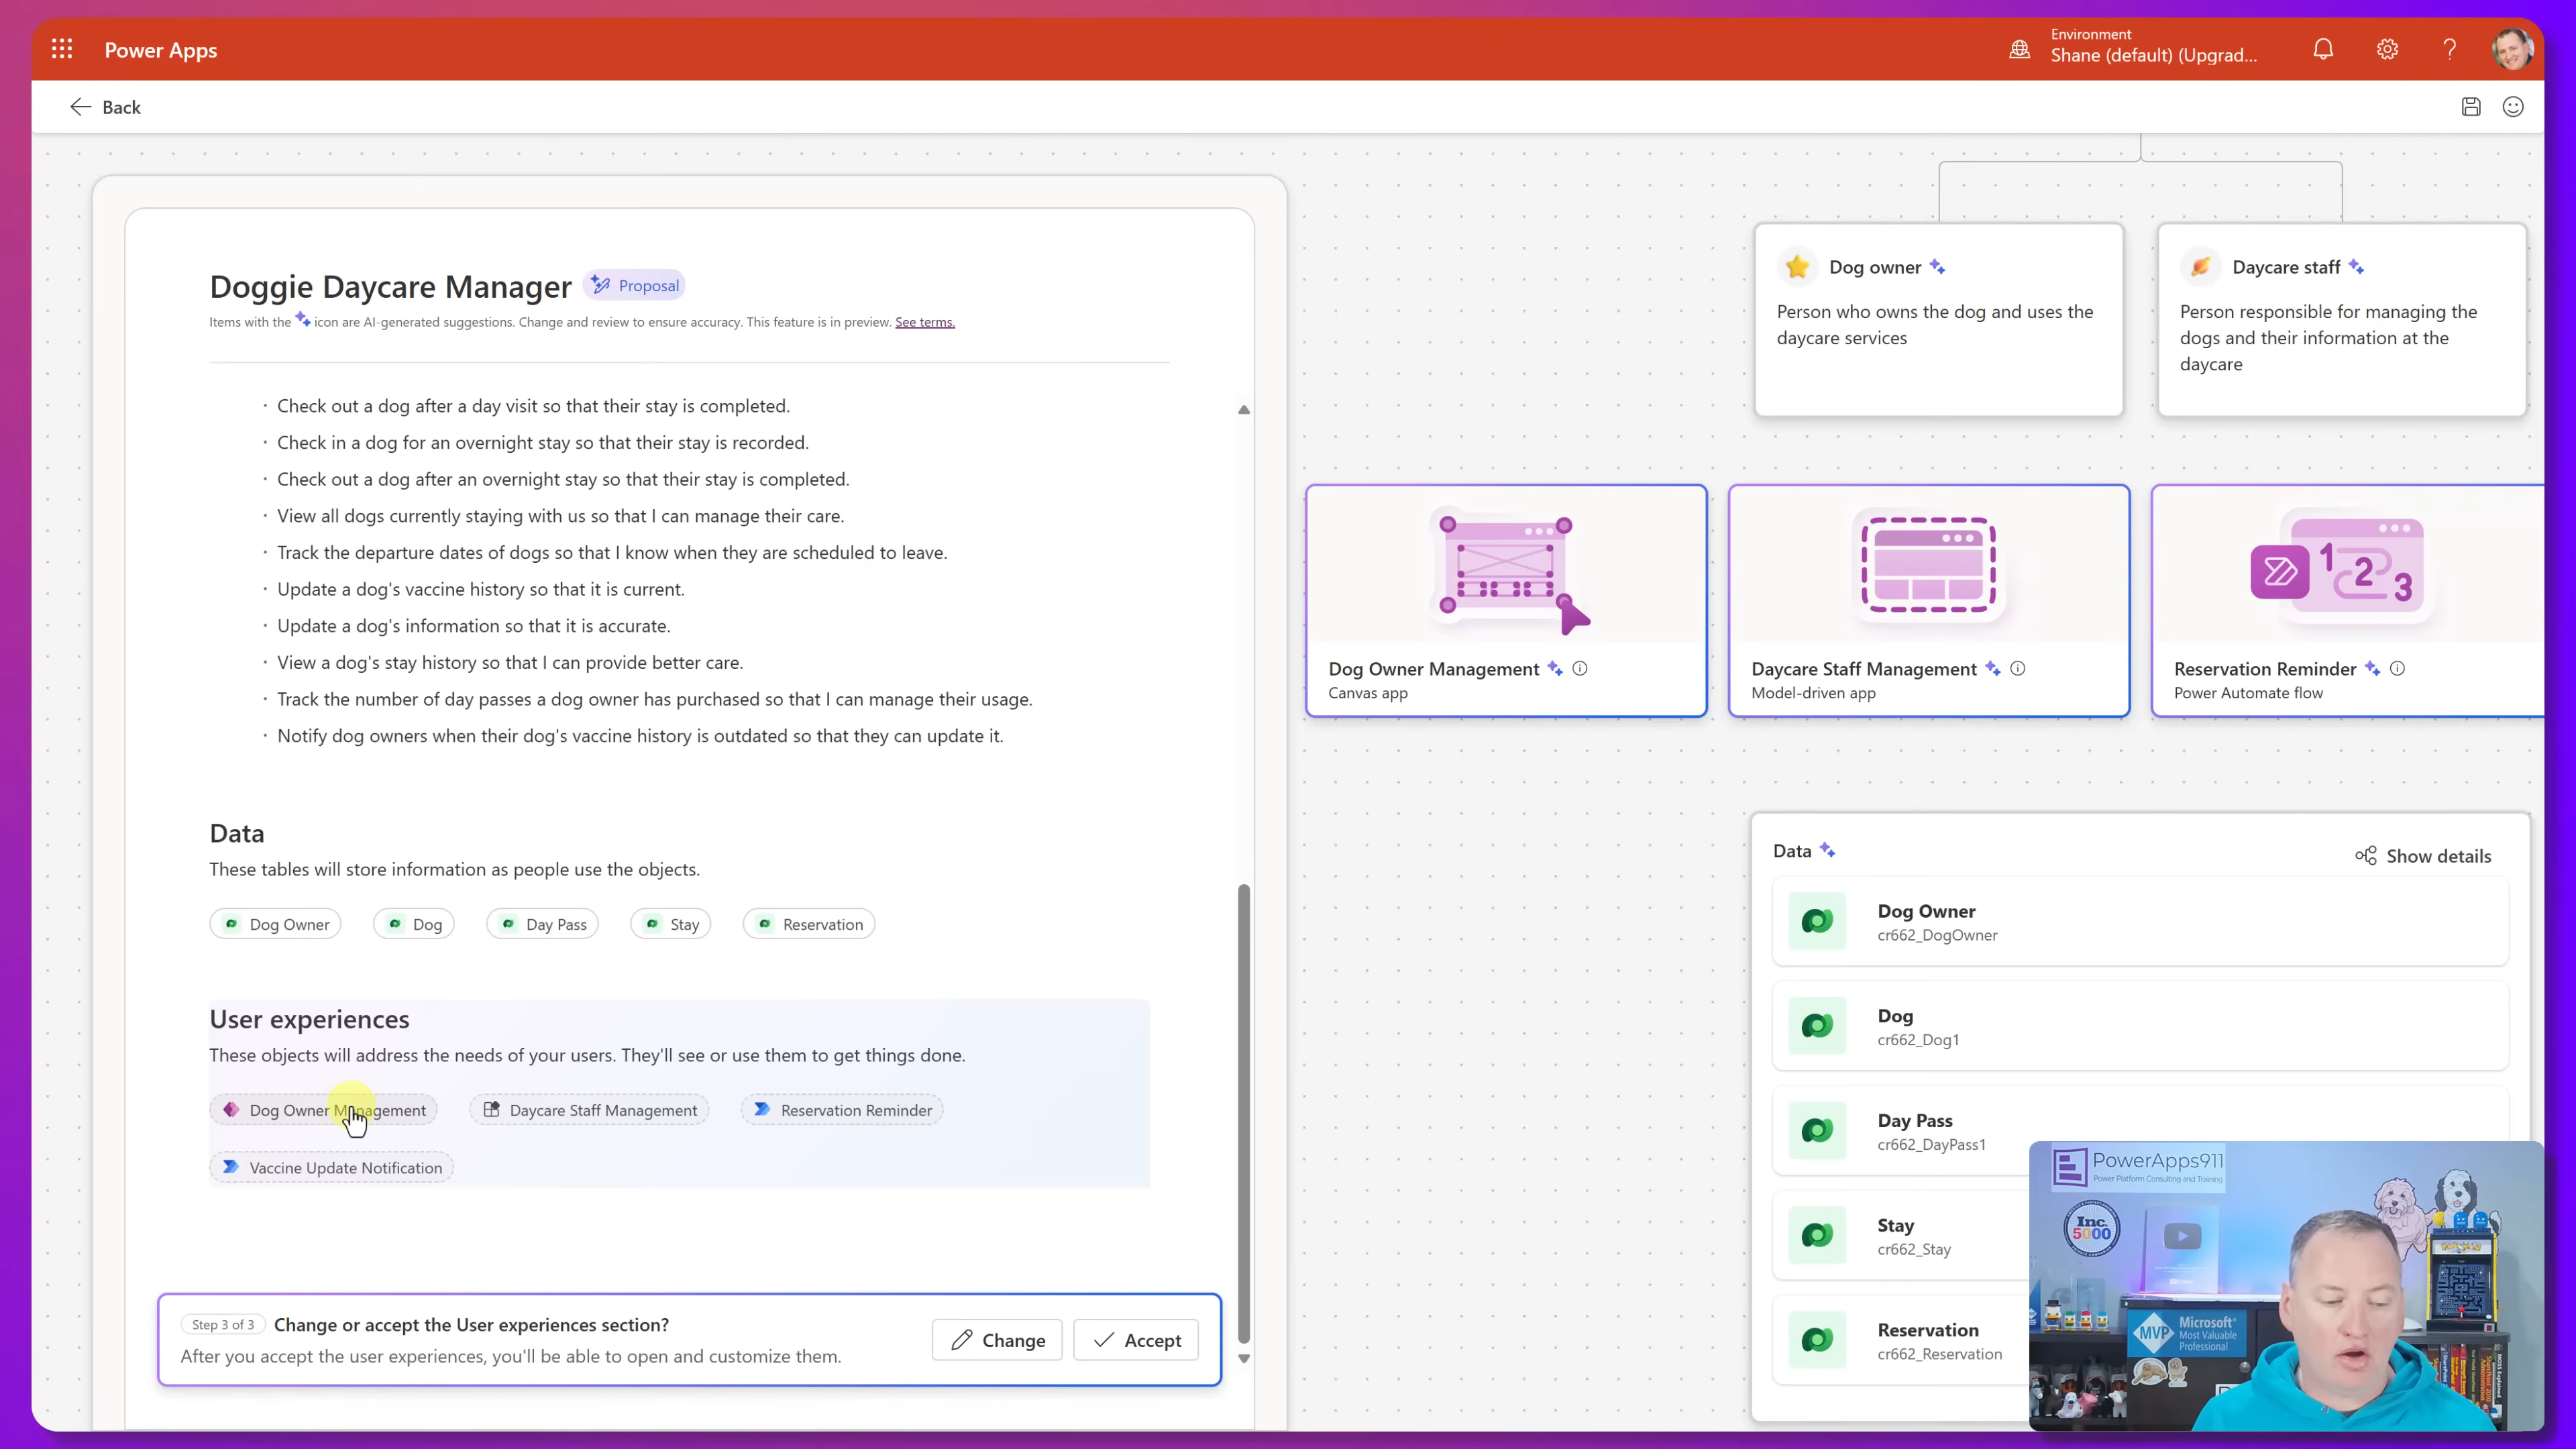 Power Apps
Environment
Shane (default) (Upgrad...
Back
Doggie Daycare Manager
Proposal
Items with the icon are AI-generated suggestions. Change and review to ensure accuracy. This feature is in preview. See terms.
· Check out a dog after a day visit so that their stay is completed.
· Check in a dog for an overnight stay so that their stay is recorded.
· Check out a dog after an overnight stay so that their stay is completed.
· View all dogs currently staying with us so that I can manage their care.
· Track the departure dates of dogs so that I know when they are scheduled to leave.
· Update a dog's vaccine history so that it is current.
· Update a dog's information so that it is accurate.
· View a dog's stay history so that I can provide better care.
· Track the number of day passes a dog owner has purchased so that I can manage their usage.
· Notify dog owners when their dog's vaccine history is outdated so that they can update it.
Data
These tables will store information as people use the objects.
Dog Owner
Dog
Day Pass
Stay
Reservation
User experiences
These objects will address the needs of your users. They'll see or use them to get things done.
Dog Owner Management
Daycare Staff Management
Reservation Reminder
Vaccine Update Notification
Step 3 of 3
Change or accept the User experiences section?
After you accept the user experiences, you'll be able to open and customize them.
Change
Accept
Dog owner
Person who owns the dog and uses the
daycare services
Daycare staff
Person responsible for managing the
dogs and their information at the
daycare
Dog Owner Management
Canvas app
Daycare Staff Management
Model-driven app
1 2 3
Reservation Reminder
Power Automate flow
Data
Show details
Dog Owner
cr662_DogOwner
Dog
cr662_Dog1
Day Pass
cr662_DayPass1
Stay
cr662_Stay
Reservation
cr662_Reservation
PowerApps911
Power Platform Consulting and Training
Inc.
5000
MVP
Microsoft
Most Valuable
Professional